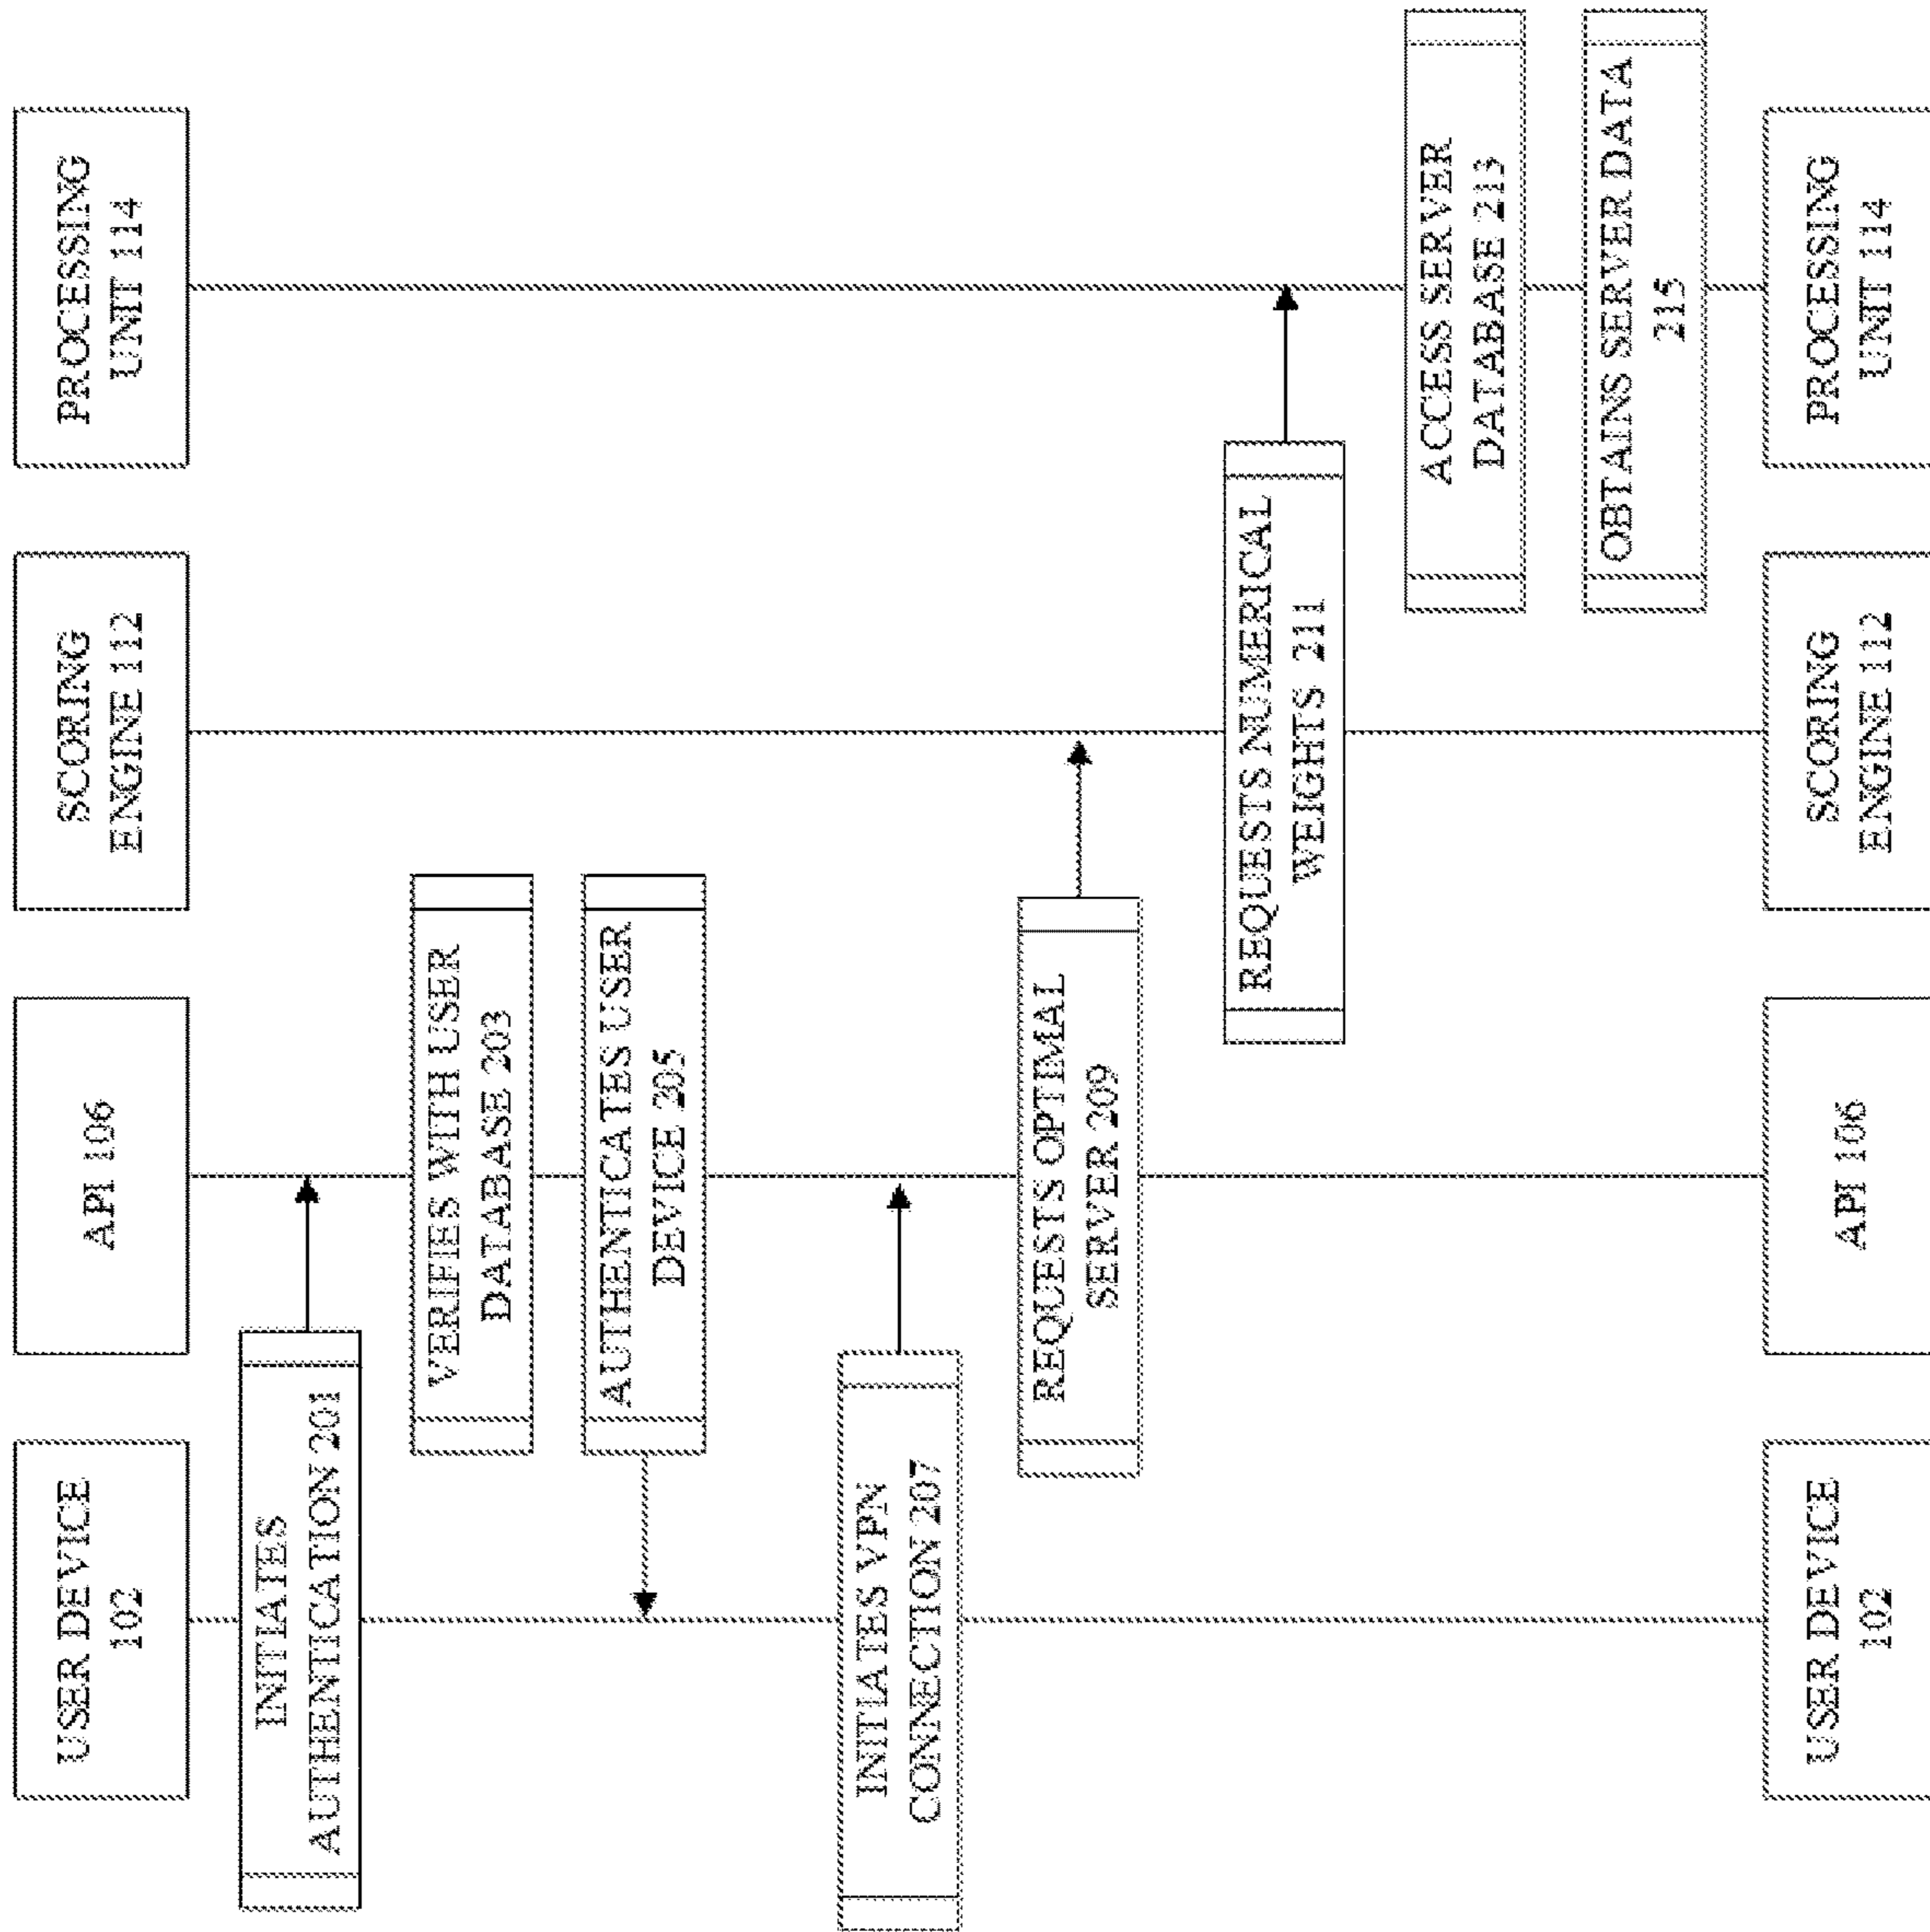 USER DEVICE
102
API 106
SCORING
ENGINE 112
PROCESSING
UNIT 114
INITIATES
AUTHENTICATION 201
VERIFIES WITH USER
DATABASE 203
AUTHENTICATES USER
DEVICE 205
INITIATES VPN
CONNECTION 207
REQUESTS OPTIMAL
SERVER 209
REQUESTS NUMERICAL
WEIGHTS 211
ACCESS SERVER
DATABASE 213
OBTAINS SERVER DATA
215
USER DEVICE
102
API 106
SCORING
ENGINE 112
PROCESSING
UNIT 114